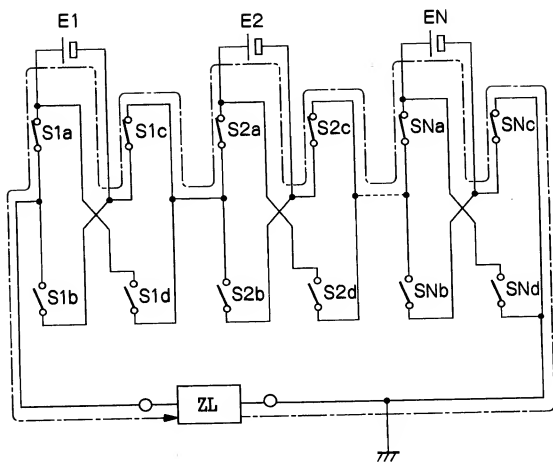 E1
E2
EN
S1a
S1c
S2a
S2c
SNa
SNc
S1b
S1d
S2b
S2d
SNb
SNd
ZL